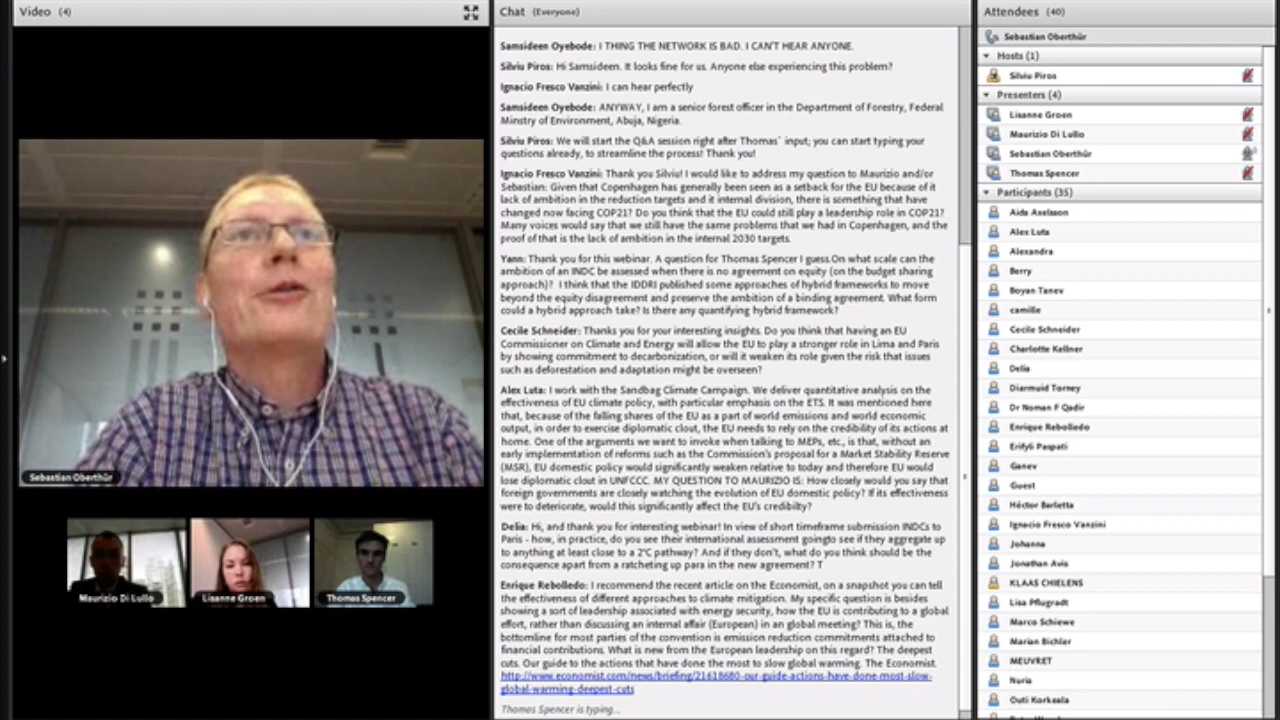 Video (4)
Sebastian Oberthür
Maurizio Di Lullo
Lisanne Groen
Thomas Spencer
Chat (Everyone)
Samsideen Oyebode: I THING THE NETWORK IS BAD. I CAN'T HEAR ANYONE.
Silviu Piros: Hi Samsideen. It looks fine for us. Anyone else experiencing this problem?
Ignacio Fresco Vanzini: I can hear perfectly
Samsideen Oyebode: ANYWAY, I am a senior forest officer in the Department of Forestry, Federal
Minstry of Environment, Abuja, Nigeria.
Silviu Piros: We will start the Q&A session right after Thomas` input; you can start typing your
questions already, to streamline the process! Thank you!
Ignacio Fresco Vanzini: Thank you Silviu! I would like to address my question to Maurizio and/or
Sebastian: Given that Copenhagen has generally been seen as a setback for the EU because of it
lack of ambition in the reduction targets and it internal division, there is something that have
changed now facing COP21? Do you think that the EU could still play a leadership role in COP21?
Many voices would say that we still have the same problems that we had in Copenhagen, and the
proof of that is the lack of ambition in the internal 2030 targets.
Yann: Thank you for this webinar. A question for Thomas Spencer I guess.On what scale can the
ambition of an INDC be assessed when there is no agreement on equity (on the budget sharing
approach)? I think that the IDDRI published some approaches of hybrid frameworks to move
beyond the equity disagreement and preserve the ambition of a binding agreement. What form
could a hybrid approach take? Is there any quantifying hybrid framework?
Cecile Schneider: Thanks you for your interesting insights. Do you think that having an EU
Commissioner on Climate and Energy will allow the EU to play a stronger role in Lima and Paris
by showing commitment to decarbonization, or will it weaken its role given the risk that issues
such as deforestation and adaptation might be overseen?
Alex Luta: I work with the Sandbag Climate Campaign. We deliver quantitative analysis on the
effectiveness of EU climate policy, with particular emphasis on the ETS. It was mentioned here
that, because of the falling shares of the EU as a part of world emissions and world economic
output, in order to exercise diplomatic clout, the EU needs to rely on the credibility of its actions at
home. One of the arguments we want to invoke when talking to MEPs, etc., is that, without an
early implementation of reforms such as the Commission's proposal for a Market Stability Reserve
(MSR), EU domestic policy would significantly weaken relative to today and therefore EU would
lose diplomatic clout in UNFCCC. MY QUESTION TO MAURIZIO IS: How closely would you say that
foreign governments are closely watching the evolution of EU domestic policy? If its effectiveness
were to deteriorate, would this significantly affect the EU's credibilty?
Delia: Hi, and thank you for interesting webinar! In view of short timeframe submission INDCs to
Paris - how, in practice, do you see their international assessment goingto see if they aggregate up
to anything at least close to a 2°C pathway? And if they don't, what do you think should be the
consequence apart from a ratcheting up para in the new agreement? T
Enrique Rebolledo: I recommend the recent article on the Economist, on a snapshot you can tell
the effectiveness of different approaches to climate mitigation. My specific question is besides
showing a sort of leadership associated with energy security, how the EU is contributing to a global
effort, rather than discussing an internal affair (European) in an global meeting? This is, the
bottomline for most parties of the convention is emission reduction commitments attached to
financial contributions. What is new from the European leadership on this regard? The deepest
cuts. Our guide to the actions that have done the most to slow global warming. The Economist.
http://www.economist.com/news/briefing/21618680-our-guide-actions-have-done-most-slow-
global-warming-deepest-cuts
Thomas Spencer is typing...
Attendees (40)
Sebastian Oberthür
Hosts (1)
Silviu Piros
Presenters (4)
Lisanne Groen
Maurizio Di Lullo
Sebastian Oberthür
Thomas Spencer
Participants (35)
Aida Axelsson
Alex Luta
Alexandra
Berry
Boyan Tanev
camille
Cecile Schneider
Charlotte Kellner
Delia
Diarmuid Torney
Dr Noman F Qadir
Enrique Rebolledo
Erifyli Paspati
Ganev
Guest
Héctor Barletta
Ignacio Fresco Vanzini
Johanna
Jonathan Avis
KLAAS CHIELENS
Lisa Pflugradt
Marco Schiewe
Marian Bichler
MEUVRET
Nuria
Outi Korkeala